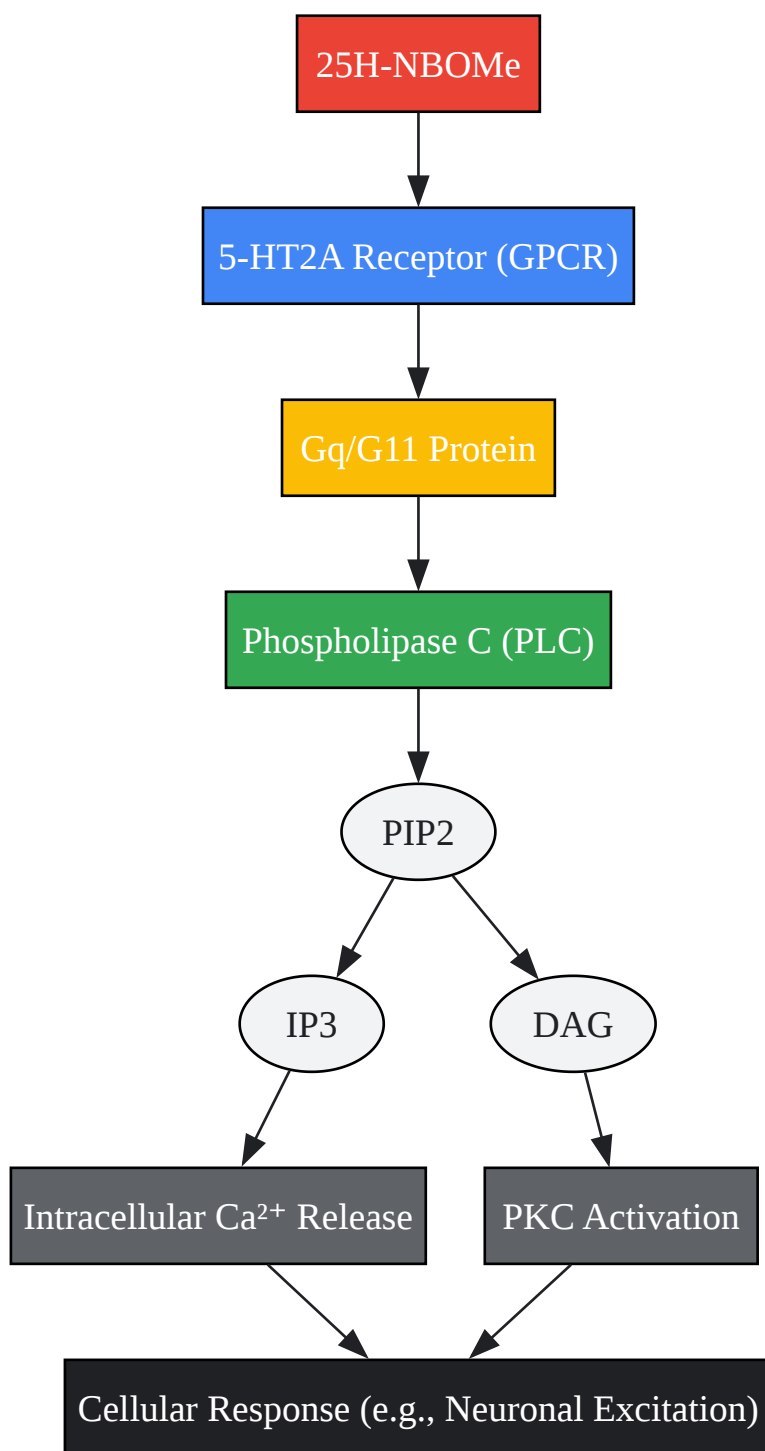 25H-NBOMe
5-HT2A Receptor (GPCR)
Gq/G11 Protein
Phospholipase C (PLC)
PIP2
IP3
DAG
Intracellular Ca²⁺ Release
PKC Activation
Cellular Response (e.g., Neuronal Excitation)